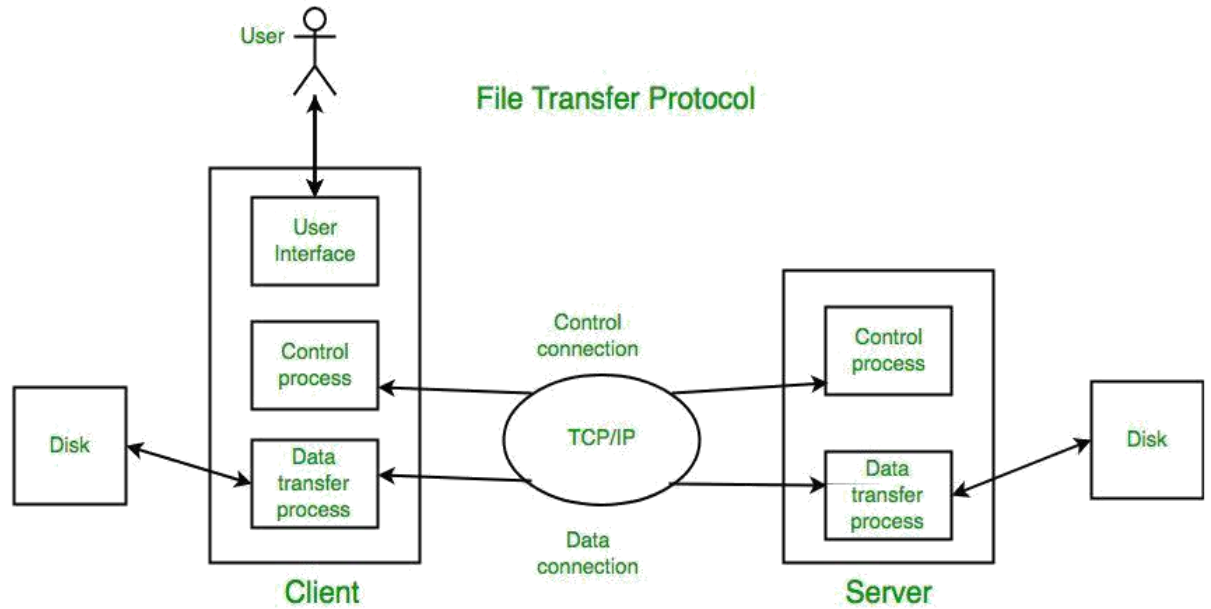 User
File Transfer Protocol
User
Interface
Control
process
Data
transfer
process
Disk
Client
Control
connection
TCP/IP
Data
connection
Control
process
Data
transfer
process
Disk
Server